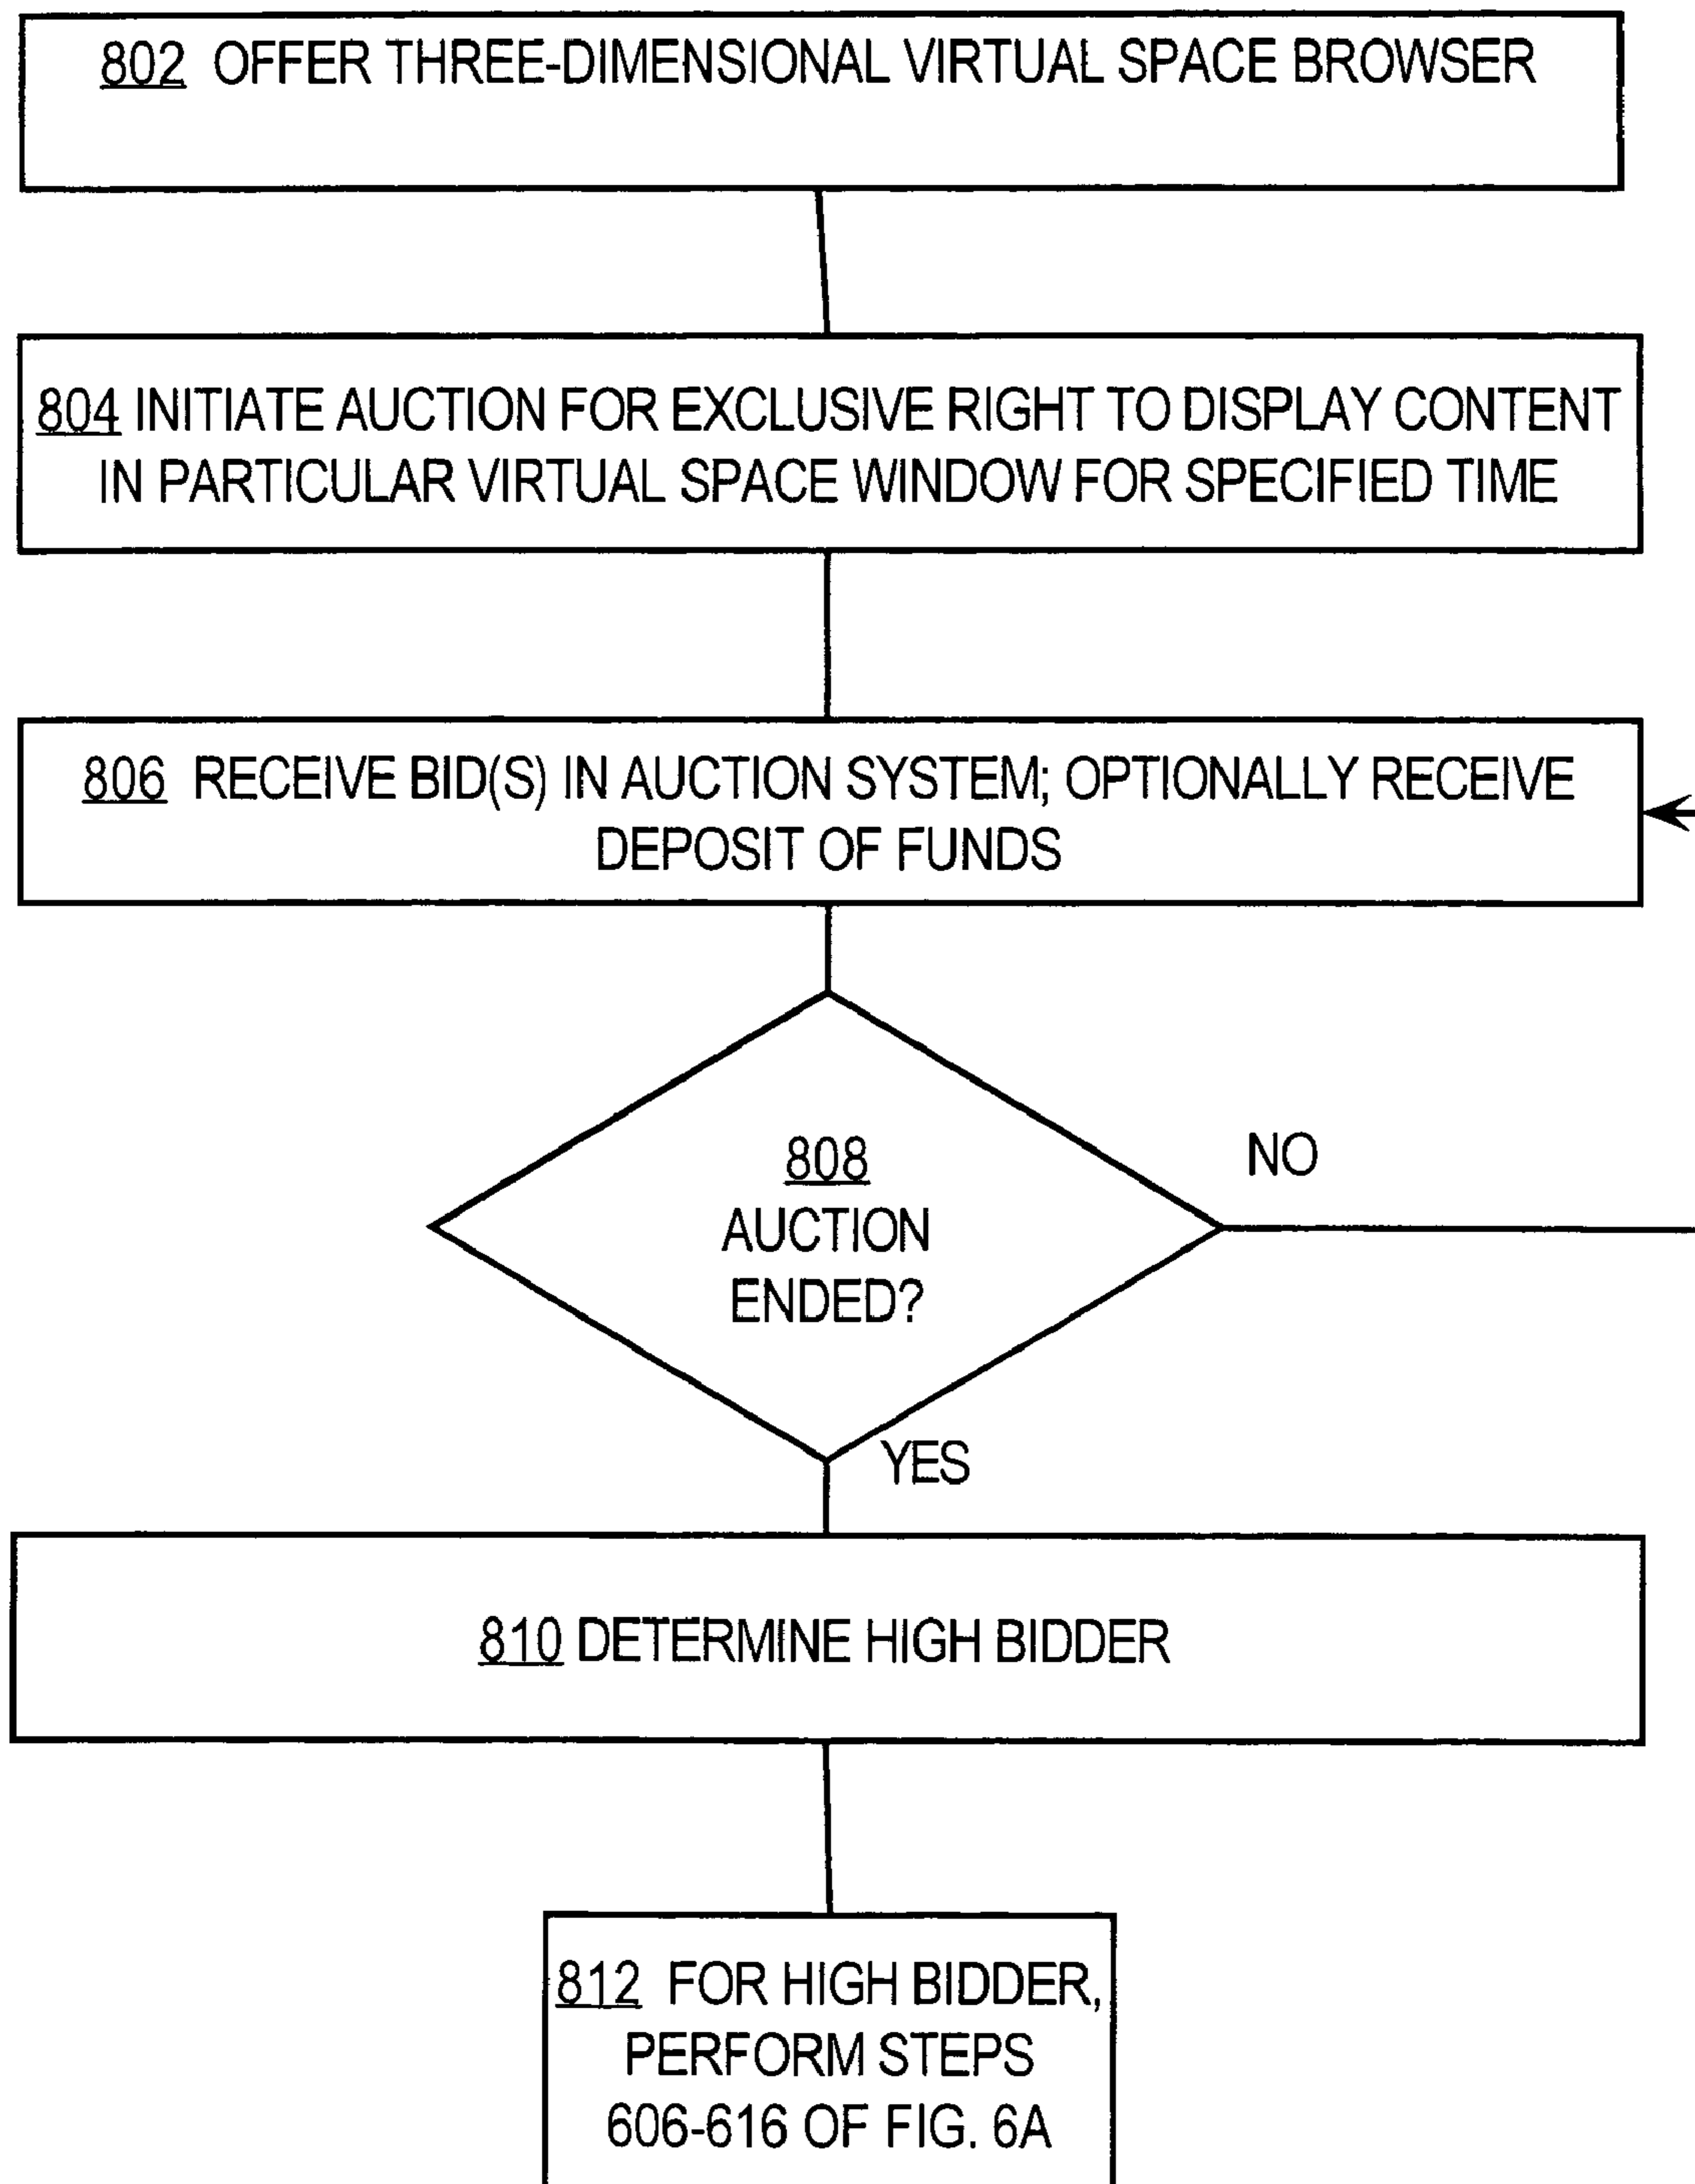 802 OFFER THREE-DIMENSIONAL VIRTUAL SPACE BROWSER
804 INITIATE AUCTION FOR EXCLUSIVE RIGHT TO DISPLAY CONTENT
IN PARTICULAR VIRTUAL SPACE WINDOW FOR SPECIFIED TIME
806 RECEIVE BID(S) IN AUCTION SYSTEM; OPTIONALLY RECEIVE
DEPOSIT OF FUNDS
808
AUCTION
ENDED?
NO
YES
810 DETERMINE HIGH BIDDER
812 FOR HIGH BIDDER,
PERFORM STEPS
606-616 OF FIG. 6A